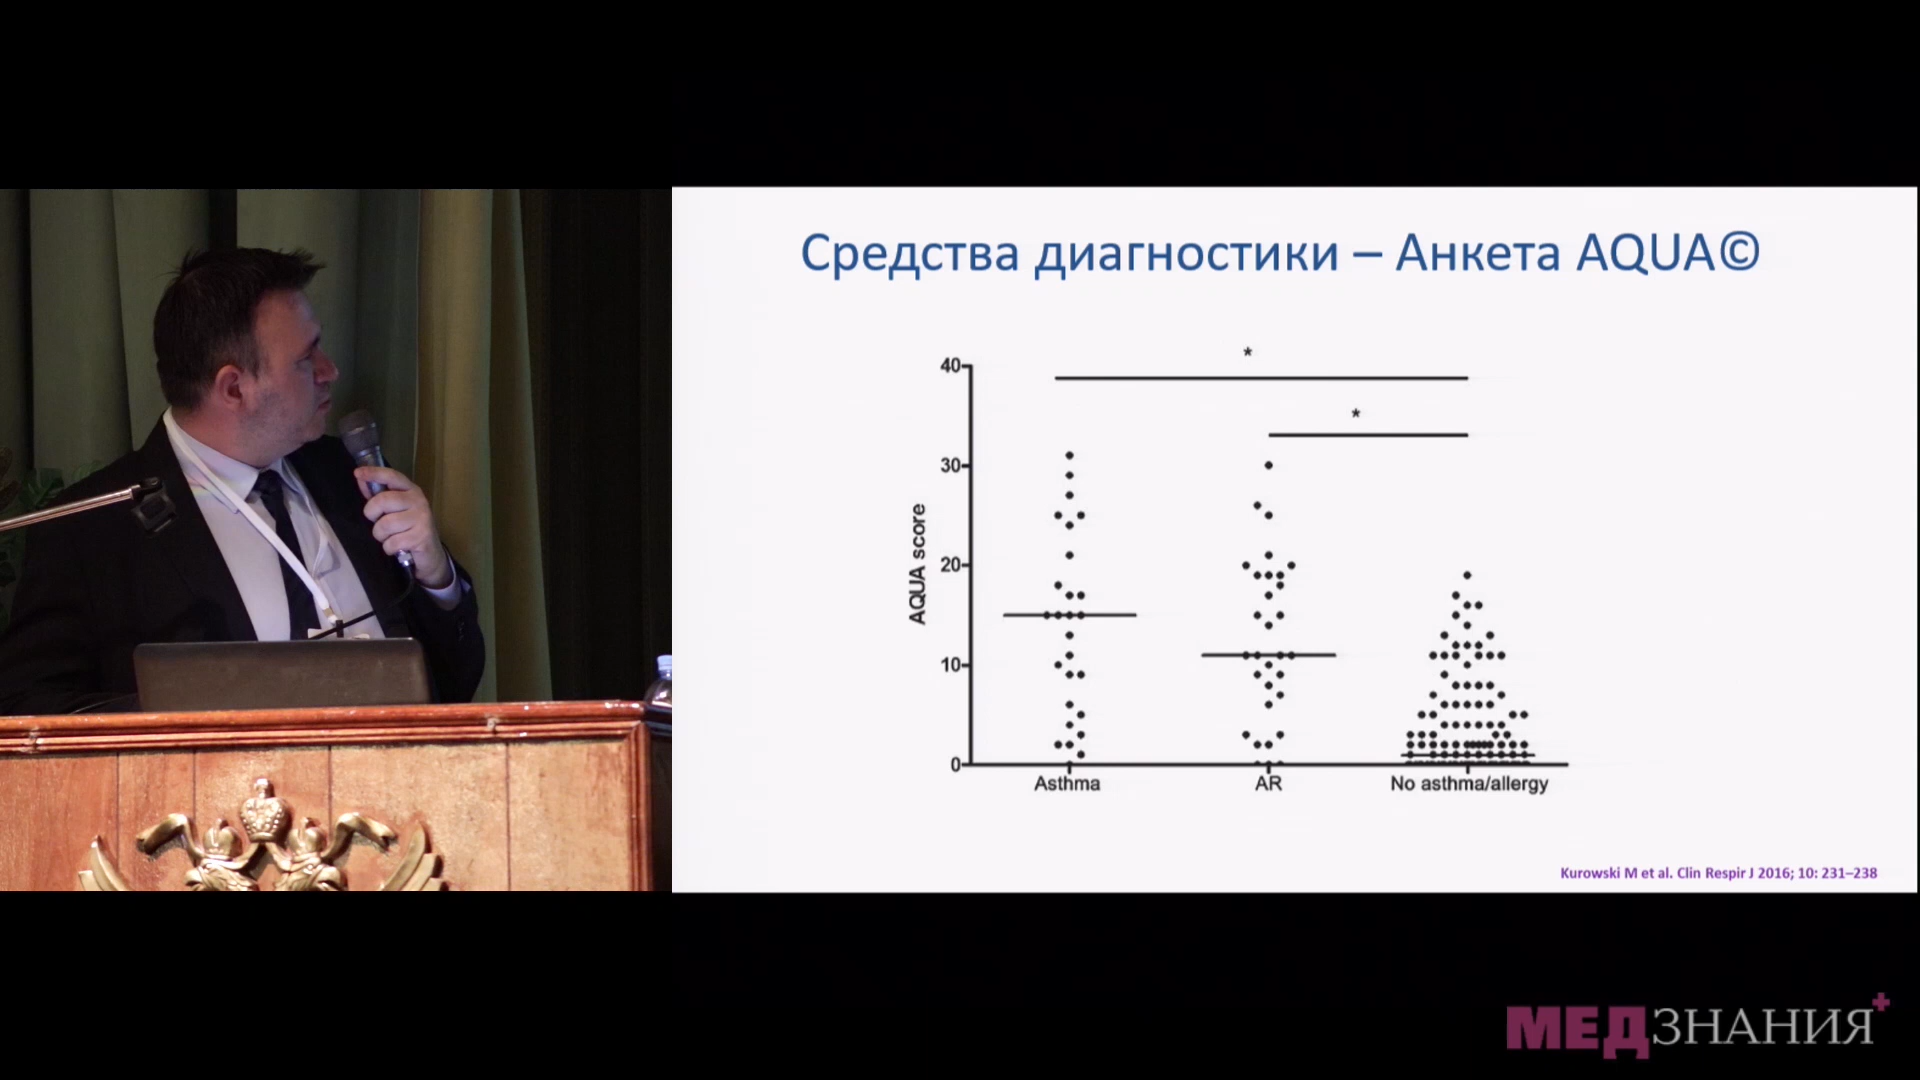 Средства диагностики – Анкета AQUA©
*
*
40
30
20
10
0
AQUA score
Asthma
AR
No asthma/allergy
Kurowski M et al. Clin Respir J 2016; 10: 231–238
МЕДЗНАНИЯ+